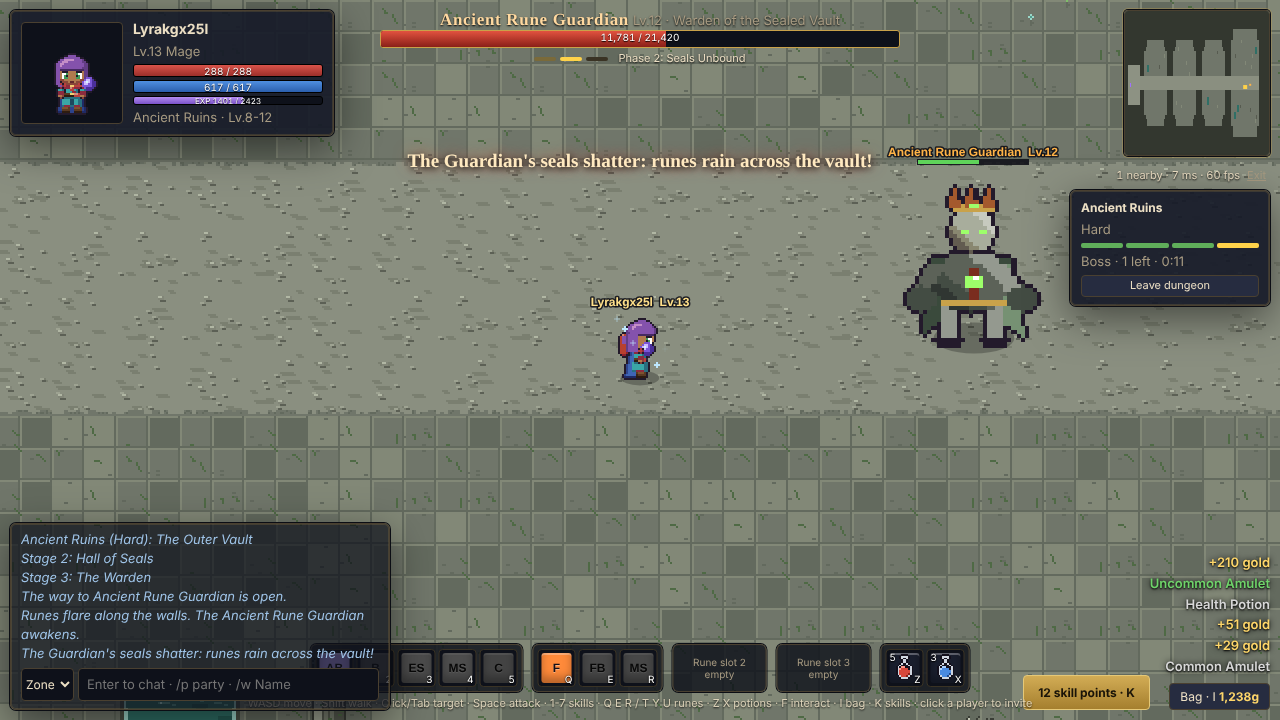 Lyrakgx25l
Lv.13 Mage
288 / 288
617 / 617
EXP 1401 / 2423
Ancient Ruins · Lv.8-12
Ancient Rune Guardian Lv.12 · Warden of the Sealed Vault
11,781 / 21,420
Phase 2: Seals Unbound
The Guardian's seals shatter: runes rain across the vault!
Ancient Rune Guardian Lv.12
1 nearby · 7 ms · 60 fps · Exit
Ancient Ruins
Hard
Boss · 1 left · 0:11
Leave dungeon
Lyrakgx25l Lv.13
Ancient Ruins (Hard): The Outer Vault
Stage 2: Hall of Seals
Stage 3: The Warden
The way to Ancient Rune Guardian is open.
Runes flare along the walls. The Ancient Rune Guardian
awakens.
The Guardian's seals shatter: runes rain across the vault!
Zone
Enter to chat · /p party · /w Name
ES 3
MS 4
C 5
F Q
FB E
MS R
Rune slot 2
empty
Rune slot 3
empty
5 Z
3 X
+210 gold
Uncommon Amulet
Health Potion
+51 gold
+29 gold
Common Amulet
12 skill points · K
Bag · I 1,238g
WASD move · Shift walk · Click/Tab target · Space attack · 1-7 skills · Q E R / T Y U runes · Z X potions · F interact · I bag · K skills · click a player to invite